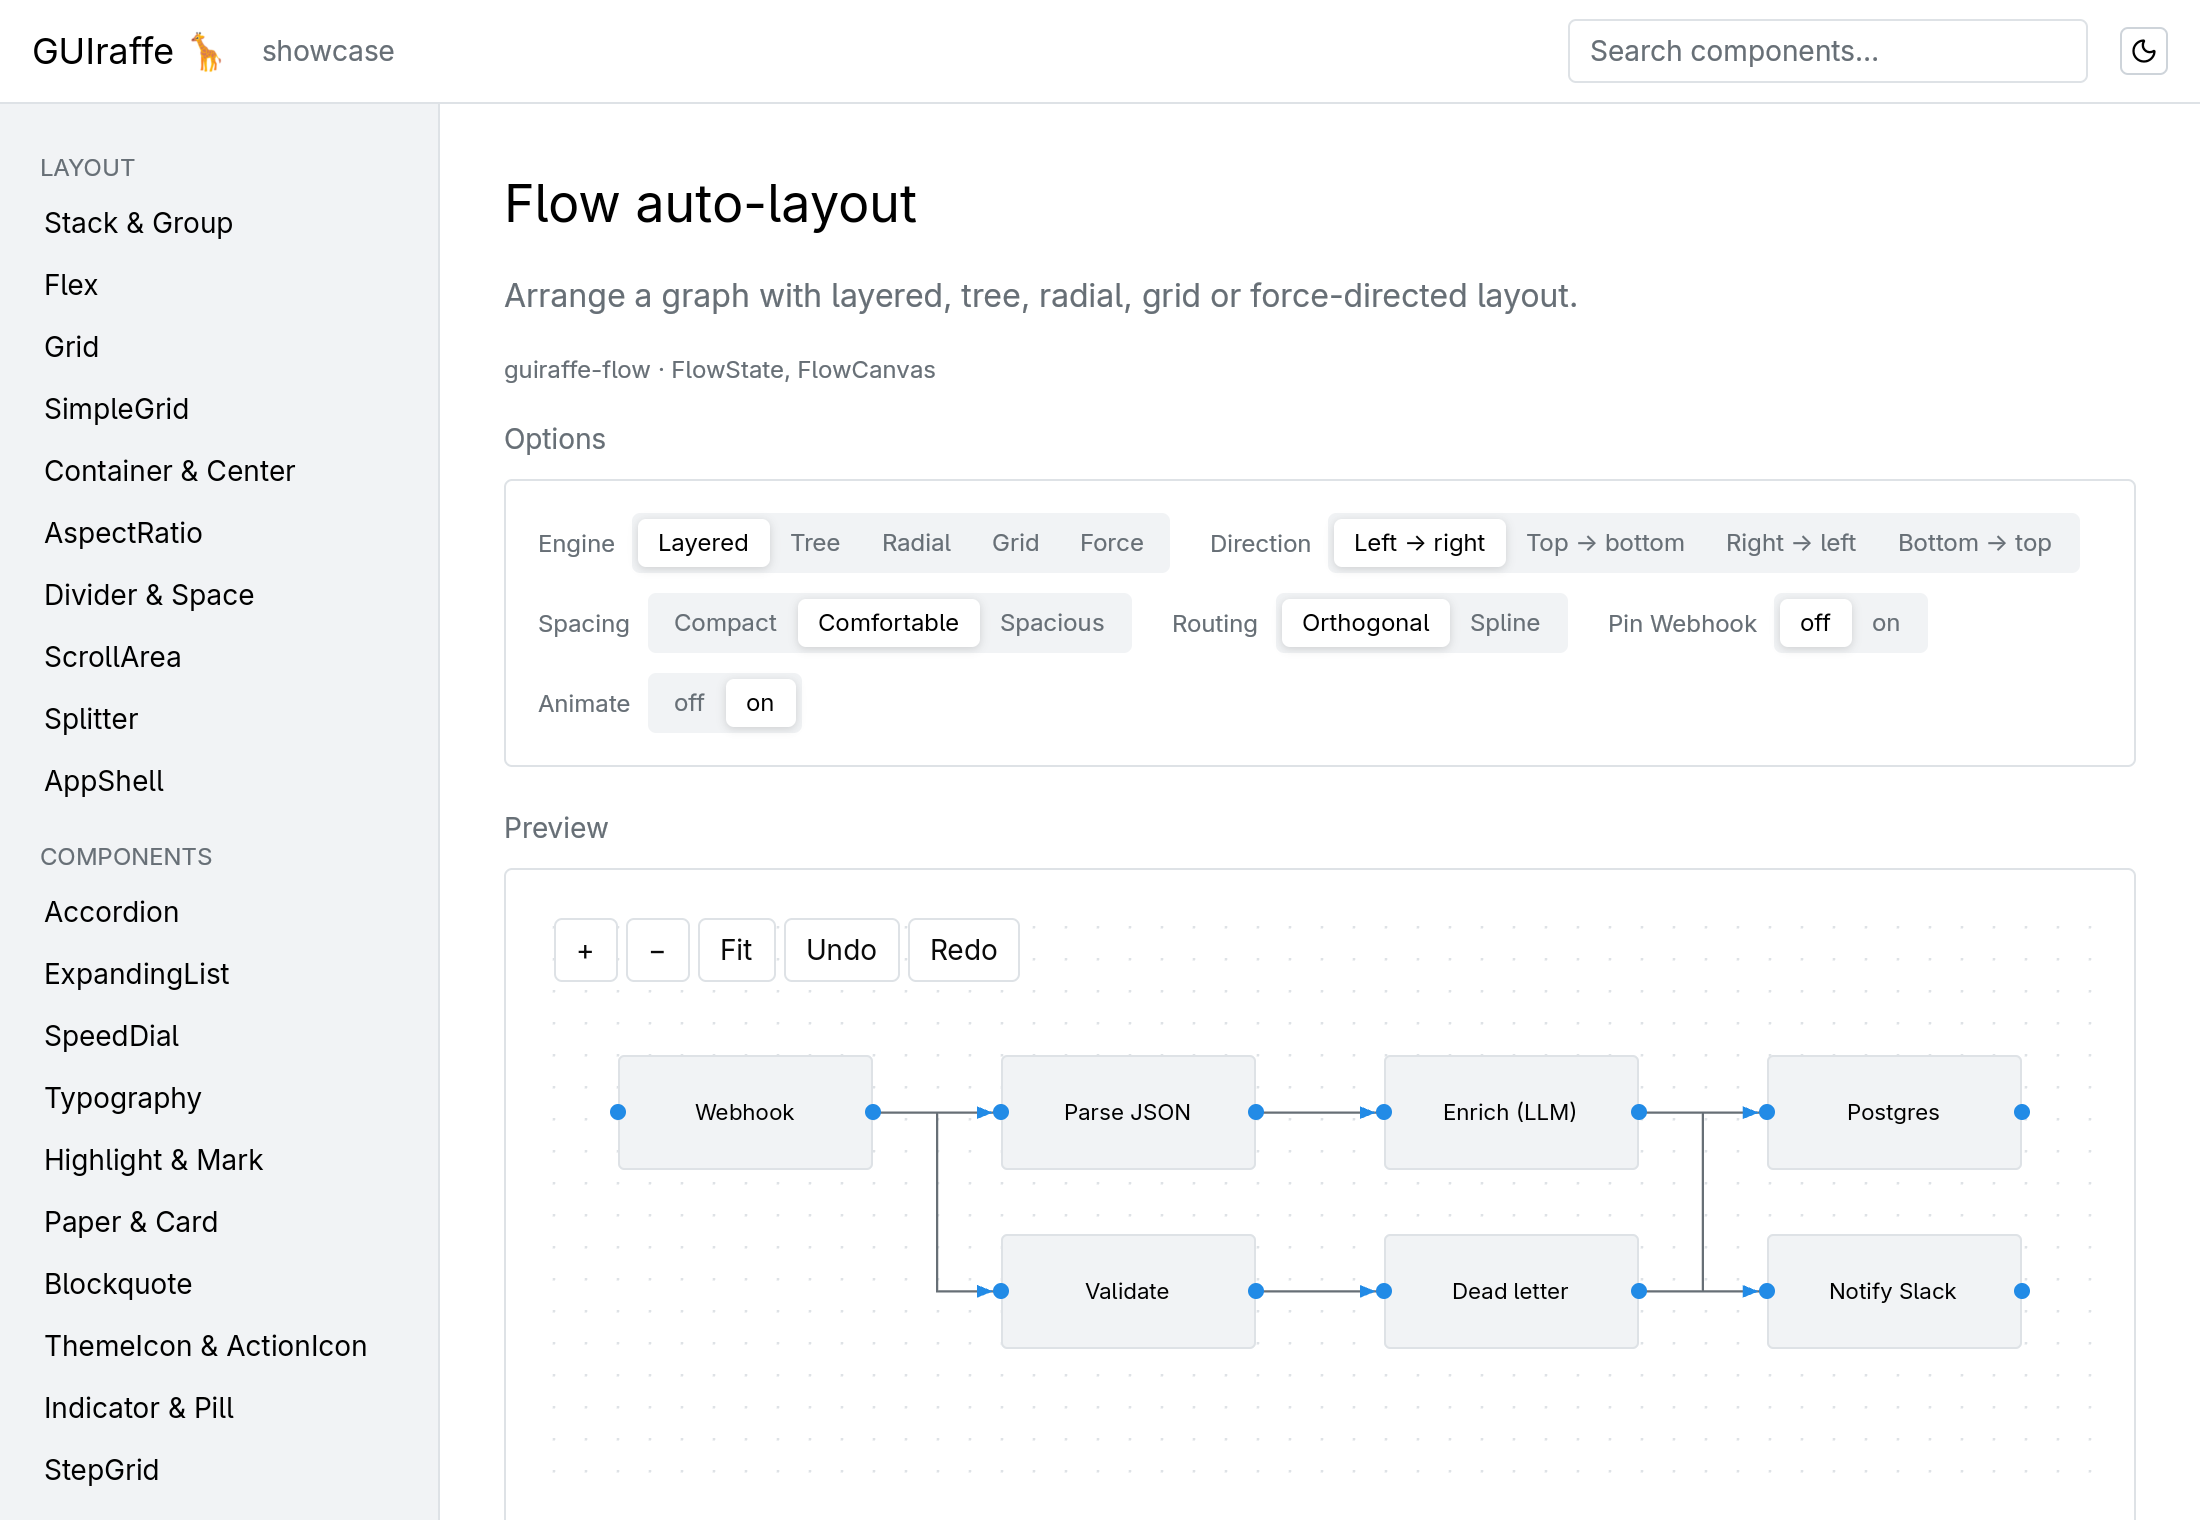 GUIraffe 🦒 showcase
Search components...
LAYOUT
Stack & Group
Flex
Grid
SimpleGrid
Container & Center
AspectRatio
Divider & Space
ScrollArea
Splitter
AppShell
COMPONENTS
Accordion
ExpandingList
SpeedDial
Typography
Highlight & Mark
Paper & Card
Blockquote
ThemeIcon & ActionIcon
Indicator & Pill
StepGrid
Flow auto-layout
Arrange a graph with layered, tree, radial, grid or force-directed layout.
guiraffe-flow · FlowState, FlowCanvas
Options
Engine Layered Tree Radial Grid Force Direction Left → right Top → bottom Right → left Bottom → top
Spacing Compact Comfortable Spacious Routing Orthogonal Spline Pin Webhook off on
Animate off on
Preview
+ − Fit Undo Redo
Webhook Parse JSON Enrich (LLM) Postgres
Validate Dead letter Notify Slack